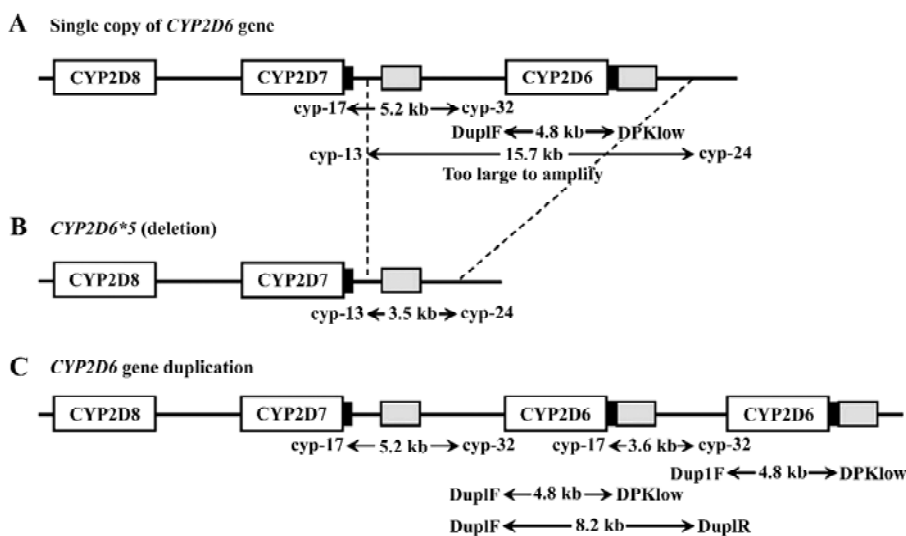 A Single copy of CYP2D6 gene
CYP2D8 CYP2D7 CYP2D6
cyp-17 5.2 kb cyp-32
DuplF 4.8 kb DPKlow
cyp-13 15.7 kb cyp-24
Too large to amplify
B CYP2D6*5 (deletion)
CYP2D8 CYP2D7
cyp-13 3.5 kb cyp-24
C CYP2D6 gene duplication
CYP2D8 CYP2D7 CYP2D6 CYP2D6
cyp-17 5.2 kb cyp-32 cyp-17 3.6 kb cyp-32
Dup1F 4.8 kb DPKlow
DuplF 4.8 kb DPKlow
DuplF 8.2 kb DuplR